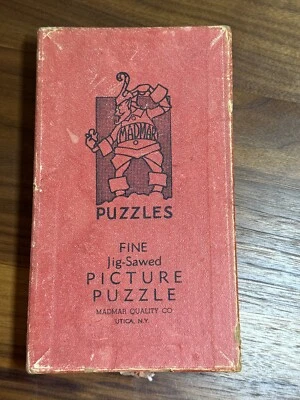 MADMAR
PUZZLES
FINE
Jig-Sawed
PICTURE
PUZZLE
MADMAR QUALITY CO
UTICA, N.Y.